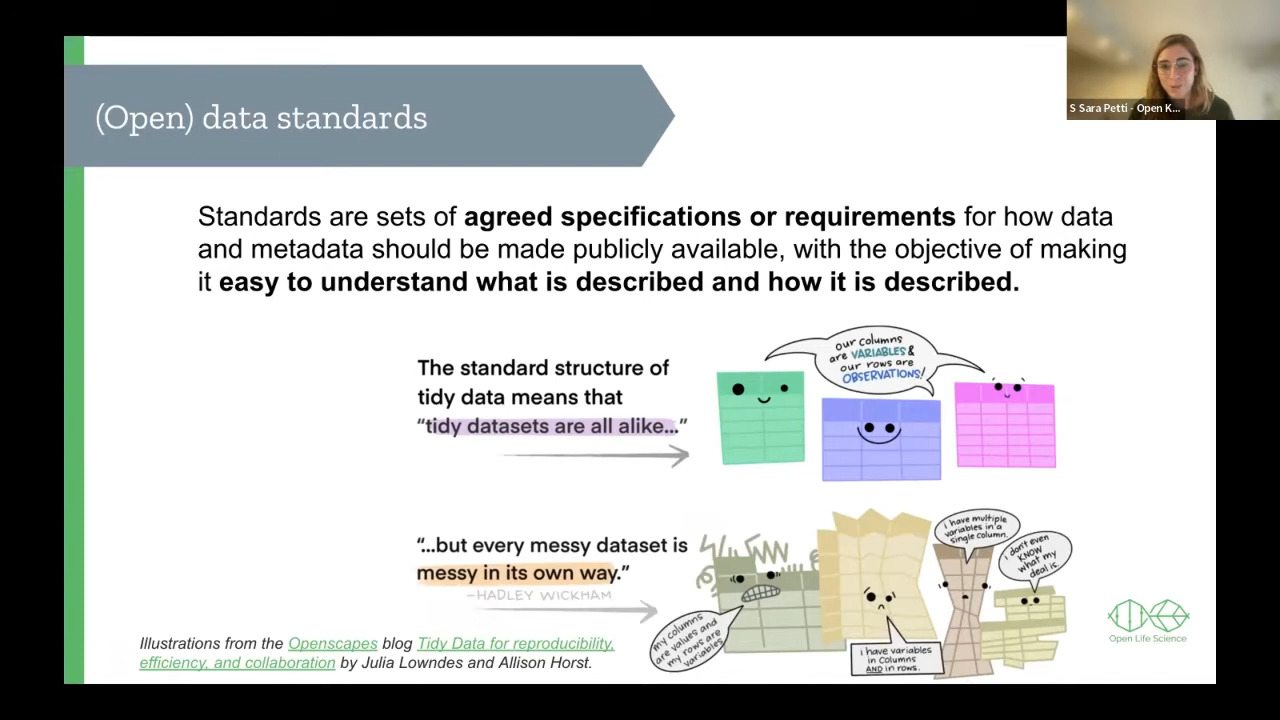 S Sara Petti - Open K...
(Open) data standards
Standards are sets of agreed specifications or requirements for how data
and metadata should be made publicly available, with the objective of making
it easy to understand what is described and how it is described.
The standard structure of
tidy data means that
“tidy datasets are all alike...”
our columns
are VARIABLES &
our rows are
OBSERVATIONS!
“...but every messy dataset is
messy in its own way.”
-HADLEY WICKHAM
my columns
are values and
my rows are
variables
i have variables
in columns
AND in rows.
i have multiple
variables in a
single column.
i don't even
KNOW
what my
deal is.
Illustrations from the Openscapes blog Tidy Data for reproducibility,
efficiency, and collaboration by Julia Lowndes and Allison Horst.
Open Life Science